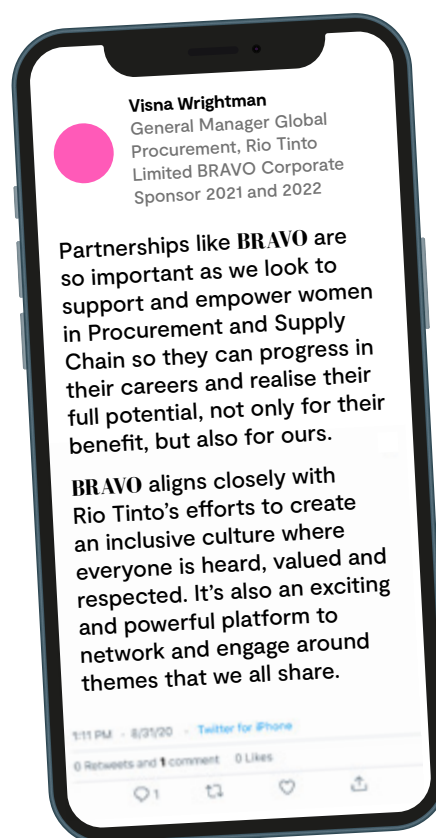 Visna Wrightman
General Manager Global
Procurement, Rio Tinto
Limited BRAVO Corporate
Sponsor 2021 and 2022
Partnerships like BRAVO are
so important as we look to
support and empower women
in Procurement and Supply
Chain so they can progress in
their careers and realise their
full potential, not only for their
benefit, but also for ours.
BRAVO aligns closely with
Rio Tinto’s efforts to create
an inclusive culture where
everyone is heard, valued and
respected. It’s also an exciting
and powerful platform to
network and engage around
themes that we all share.
1:11 PM · 8/31/20 · Twitter for iPhone
0 Retweets and 1 comment 0 Likes
1